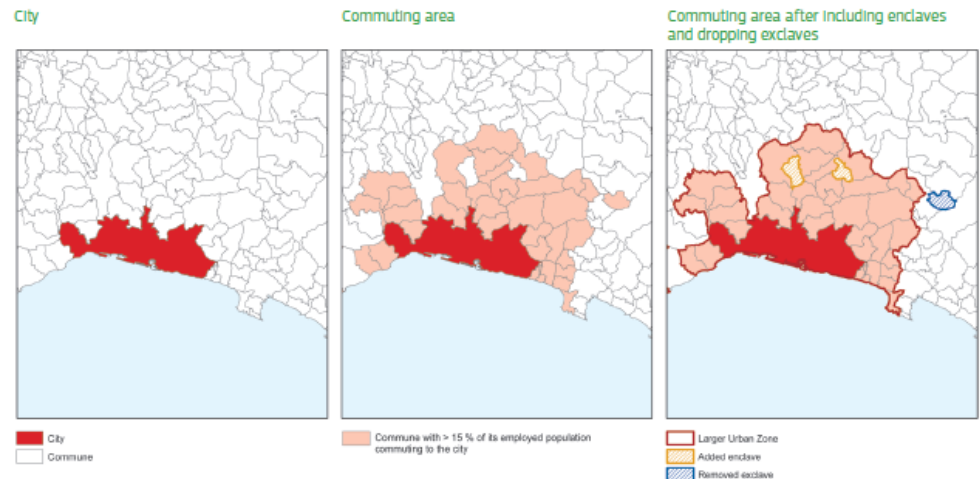 City
Commuting area
Commuting area after including enclaves
and dropping exclaves
City
Commune
Commune with > 15 % of its employed population
commuting to the city
Larger Urban Zone
Added enclave
Removed exclave